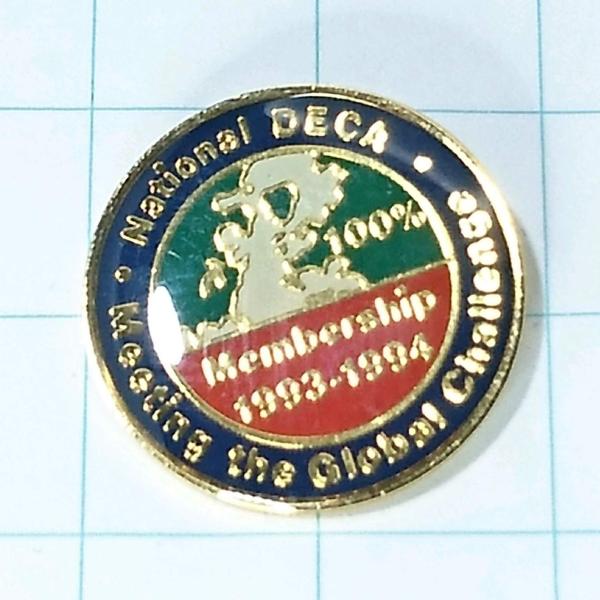 • National DECA •
Meeting the Global Challenge
100%
Membership
1993-1994